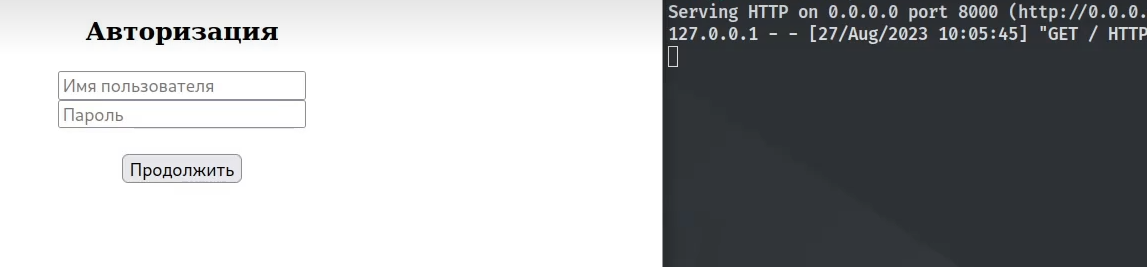 Авторизация
Имя пользователя
Пароль
Продолжить
Serving HTTP on 0.0.0.0 port 8000 (http://0.0.0.
127.0.0.1 - - [27/Aug/2023 10:05:45] "GET / HTTP